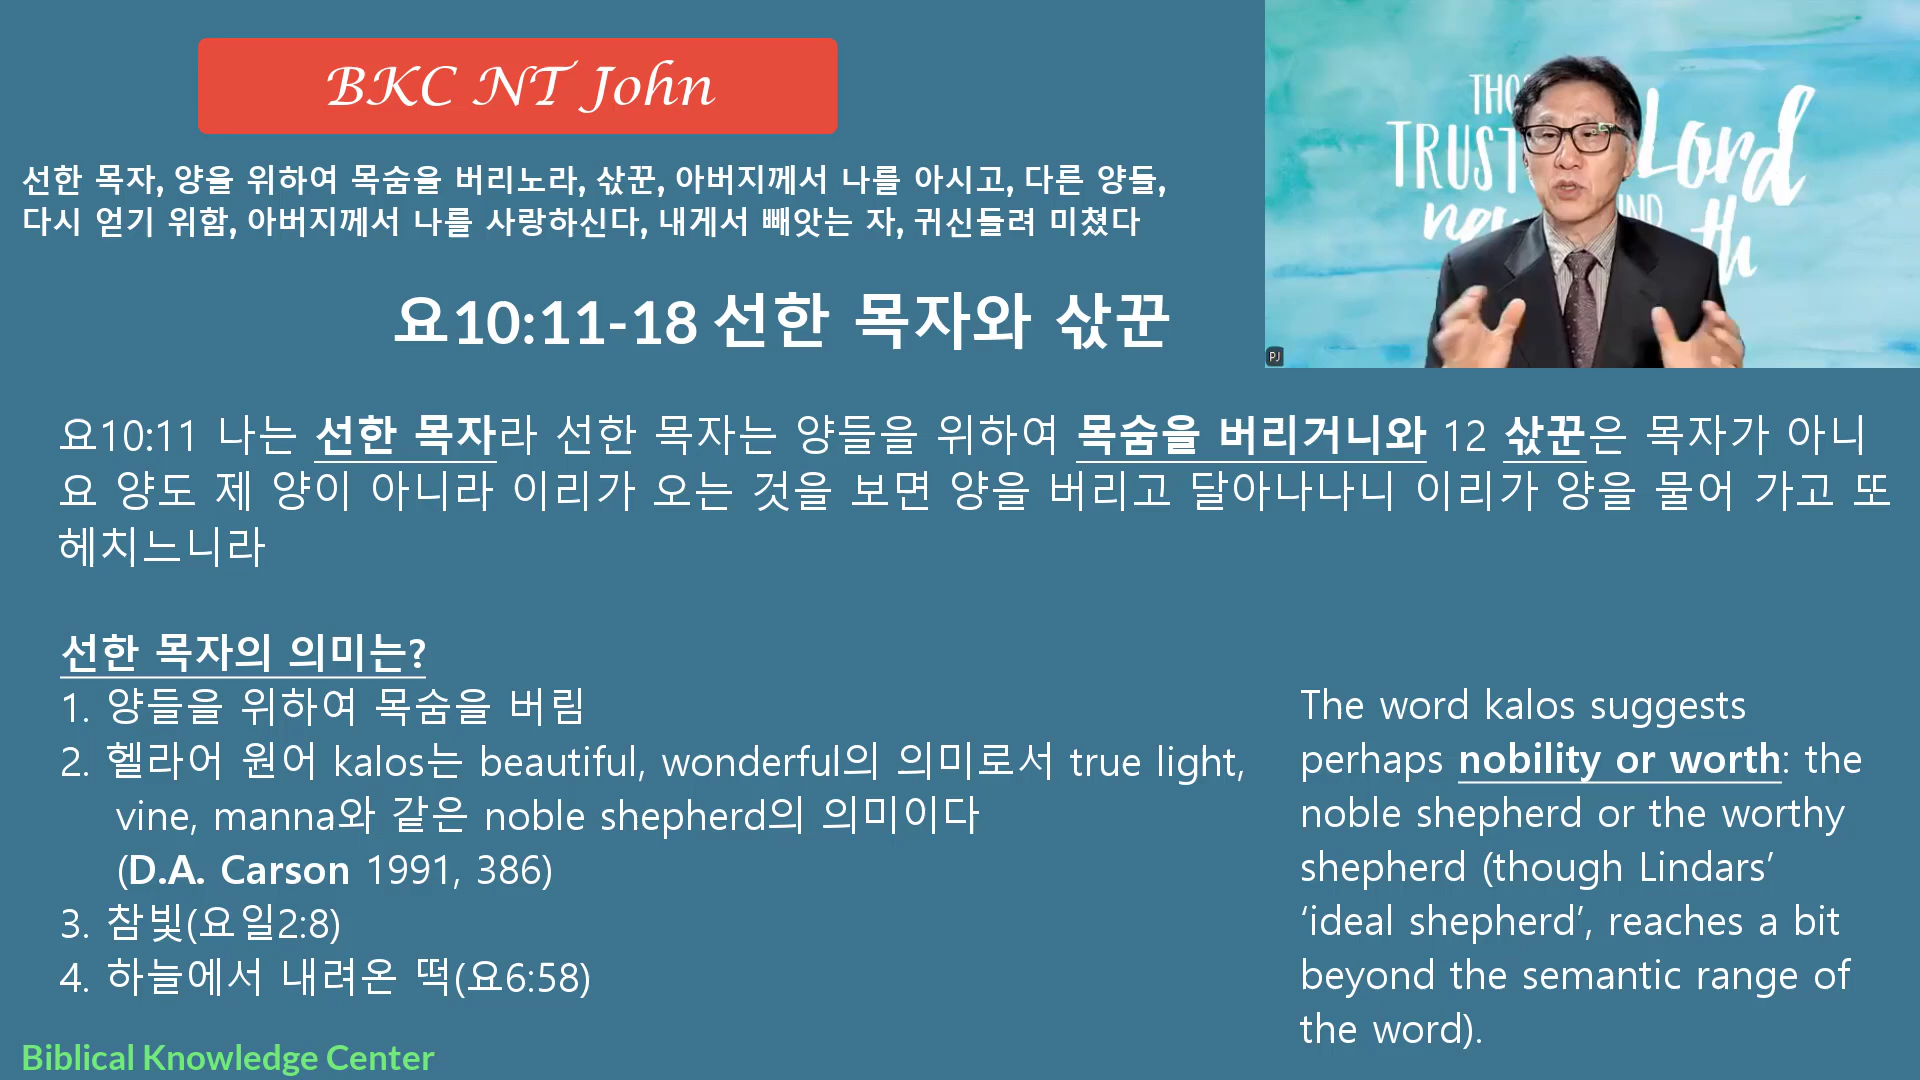 BKC NT John
선한 목자, 양을 위하여 목숨을 버리노라, 삯꾼, 아버지께서 나를 아시고, 다른 양들,
다시 얻기 위함, 아버지께서 나를 사랑하신다, 내게서 빼앗는 자, 귀신들려 미쳤다
THO
TRUST Lord
new IND th
PJ
요10:11-18 선한 목자와 삯꾼
요10:11 나는 선한 목자라 선한 목자는 양들을 위하여 목숨을 버리거니와 12 삯꾼은 목자가 아니
요 양도 제 양이 아니라 이리가 오는 것을 보면 양을 버리고 달아나나니 이리가 양을 물어 가고 또
헤치느니라
선한 목자의 의미는?
1. 양들을 위하여 목숨을 버림
2. 헬라어 원어 kalos는 beautiful, wonderful의 의미로서 true light,
vine, manna와 같은 noble shepherd의 의미이다
(D.A. Carson 1991, 386)
3. 참빛(요일2:8)
4. 하늘에서 내려온 떡(요6:58)
The word kalos suggests
perhaps nobility or worth: the
noble shepherd or the worthy
shepherd (though Lindars’
‘ideal shepherd’, reaches a bit
beyond the semantic range of
the word).
Biblical Knowledge Center